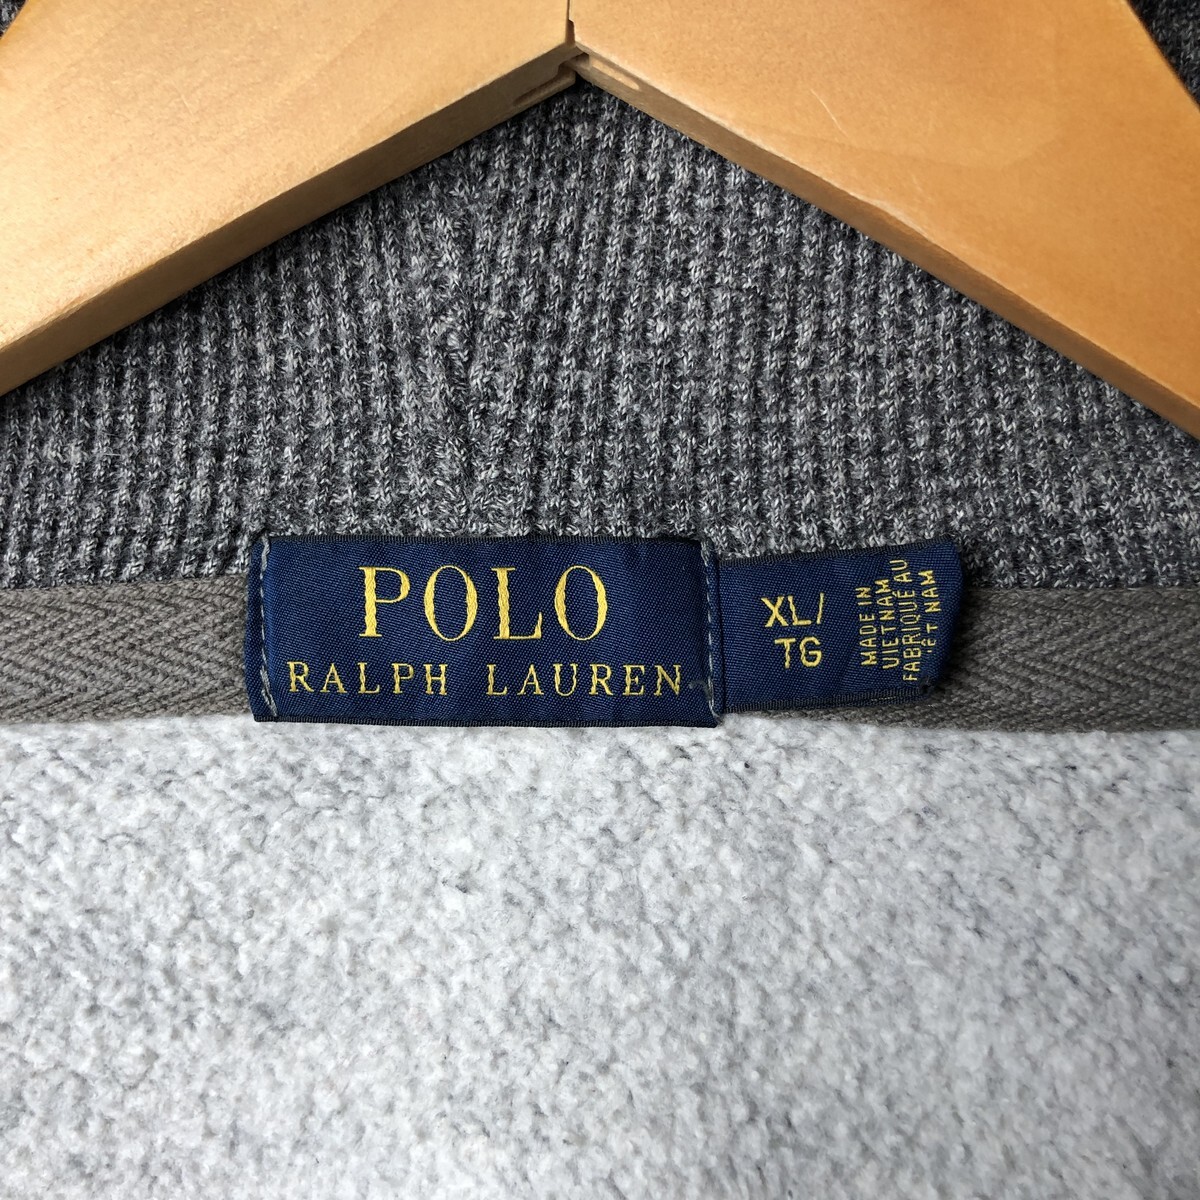 POLO
RALPH LAUREN
XL/
TG
MADE IN
VIETNAM
FABRIQUÉ AU